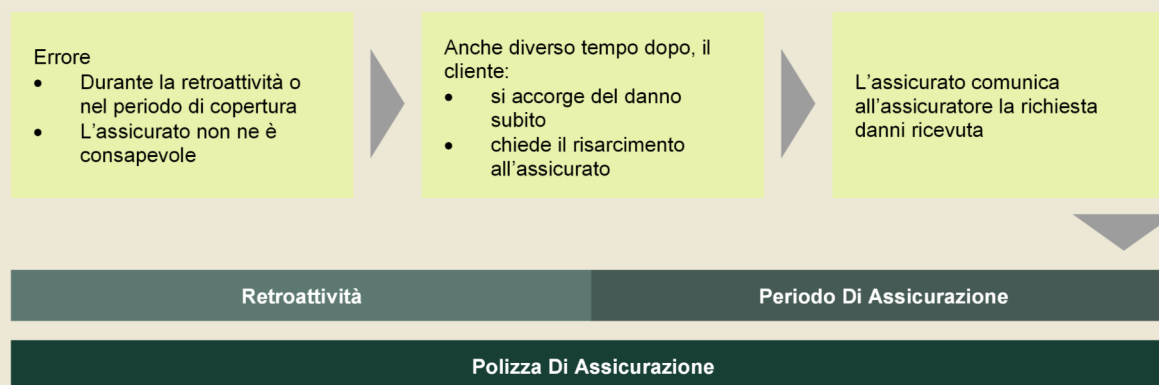 Errore
• Durante la retroattività o
nel periodo di copertura
• L'assicurato non ne è
consapevole
Anche diverso tempo dopo, il
cliente:
• si accorge del danno
subito
• chiede il risarcimento
all'assicurato
L'assicurato comunica
all'assicuratore la richiesta
danni ricevuta
Retroattività
Periodo Di Assicurazione
Polizza Di Assicurazione